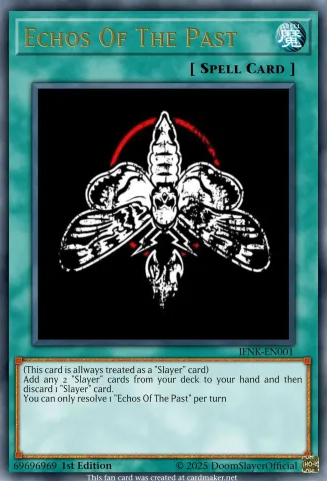 Echos Of The Past
魔
[ Spell Card ]
JENK-EN001
(This card is allways treated as a "Slayer" card)
Add any 2 "Slayer" cards from your deck to your hand and then
discard 1 "Slayer" card.
You can only resolve 1 "Echos Of The Past" per turn
69696969 1st Edition © 2025 DoomSlayerOfficial
This fan card was created at cardmaker.net